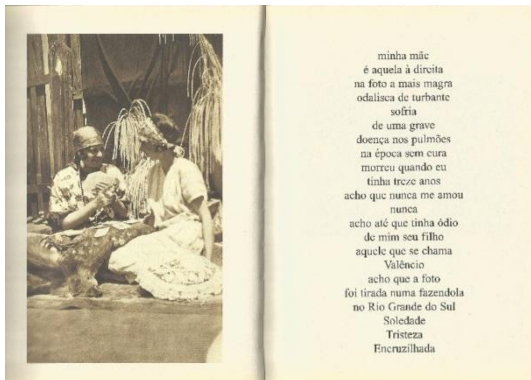 minha mãe
é aquela à direita
na foto a mais magra
odalisca de turbante
sofria
de uma grave
doença nos pulmões
na época sem cura
morreu quando eu
tinha treze anos
acho que nunca me amou
nunca
acho até que tinha ódio
de mim seu filho
aquele que se chama
Valêncio
acho que a foto
foi tirada numa fazendola
no Rio Grande do Sul
Soledade
Tristeza
Encruzilhada